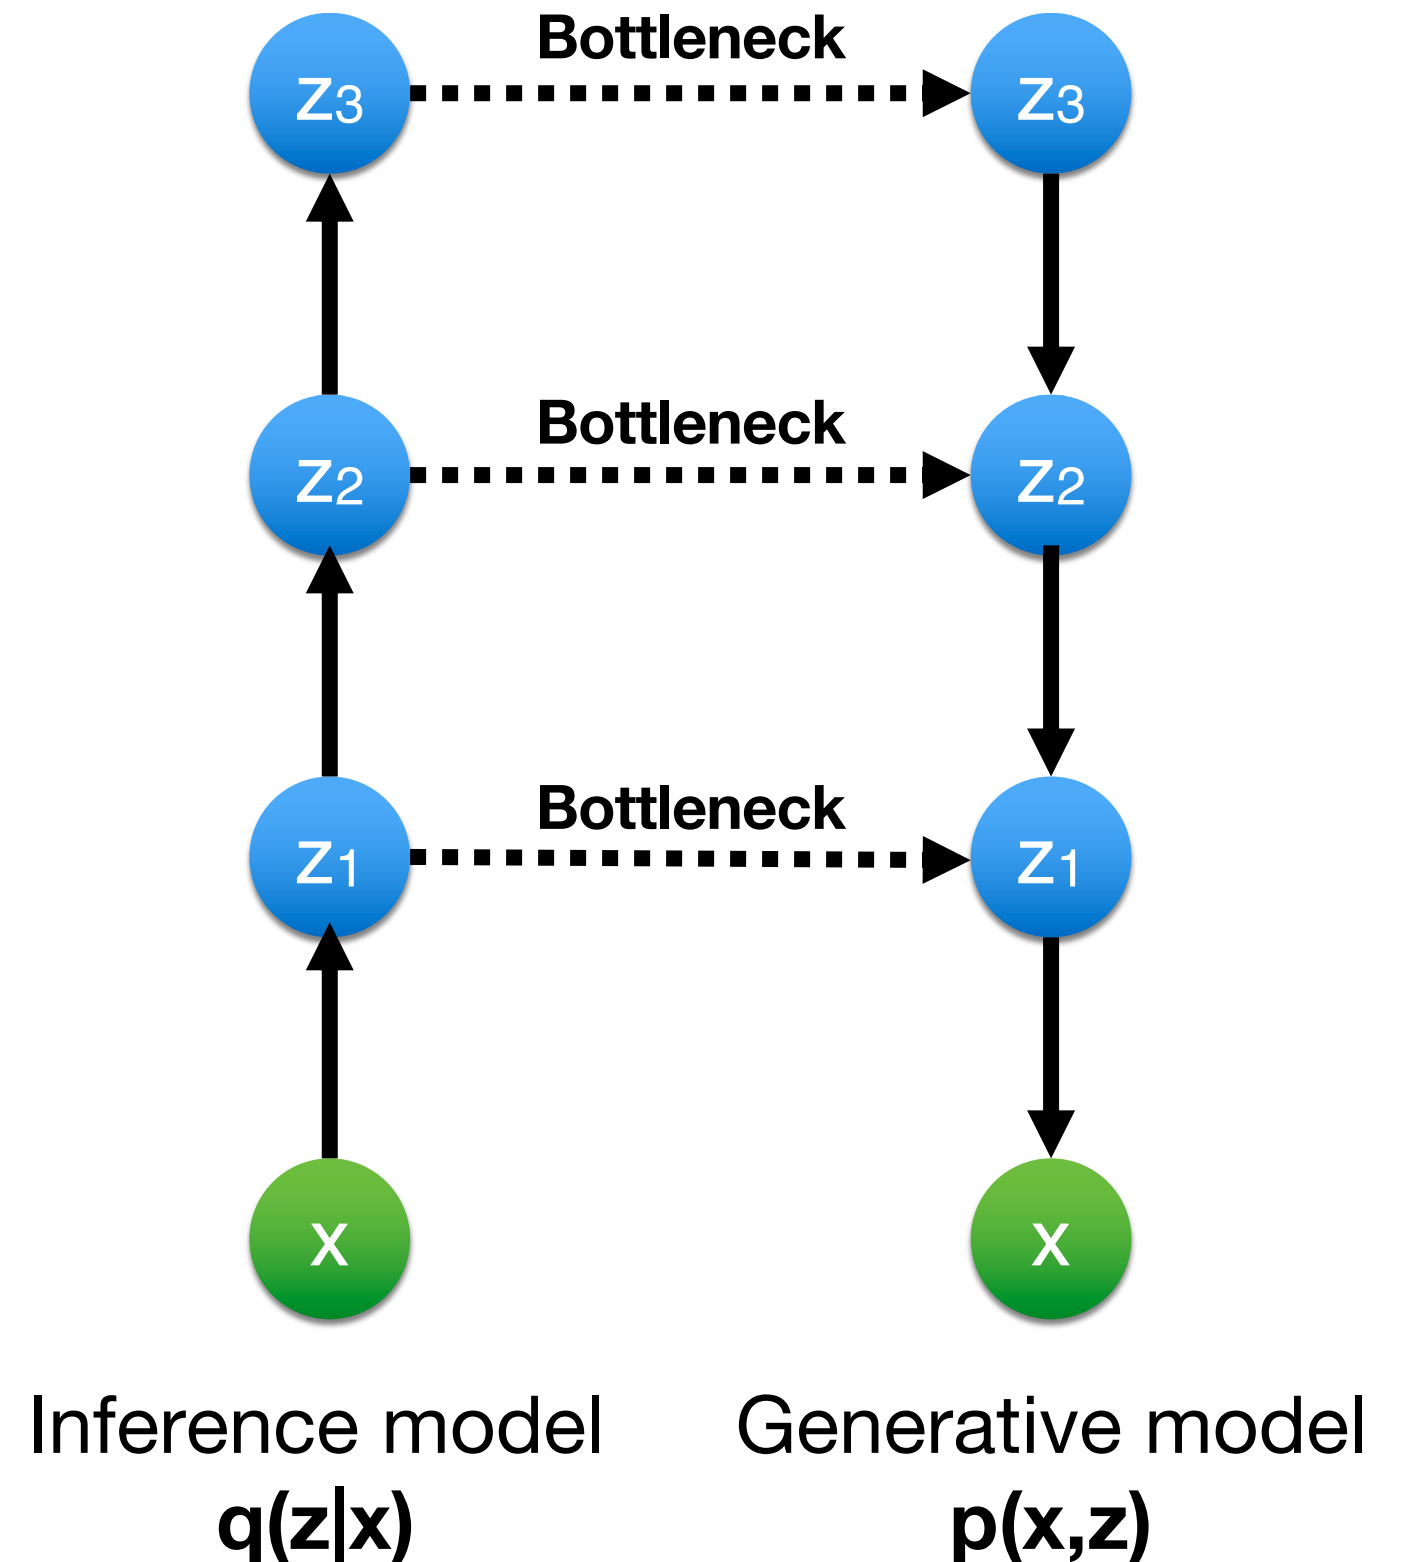 Bottleneck
z3 z3
Bottleneck
z2 z2
Bottleneck
z1 z1
x x
Inference model Generative model
q(z|x) p(x,z)